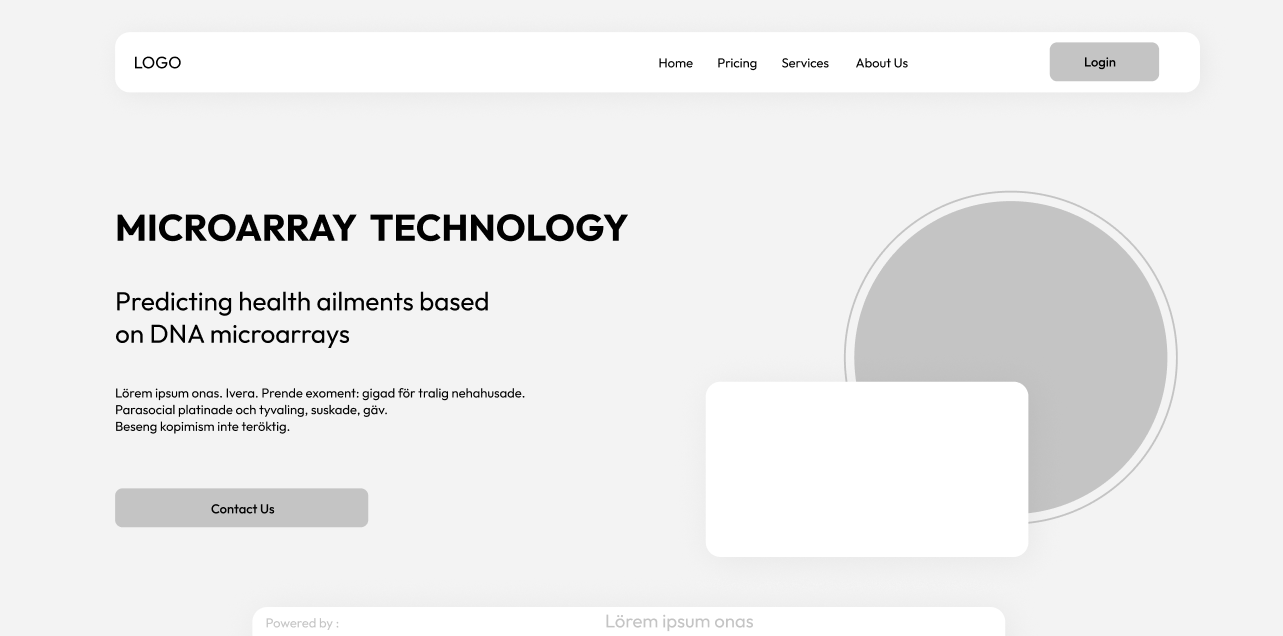 LOGO
Home
Pricing
Services
About Us
Login
MICROARRAY TECHNOLOGY
Predicting health ailments based
on DNA microarrays
Lörem ipsum onas. Ivera. Prende exoment: gigad för tralig nehahusade.
Parasocial platinade och tyvaling, suskade, gäv.
Beseng kopimism inte teröktig.
Contact Us
Powered by :
Lörem ipsum onas